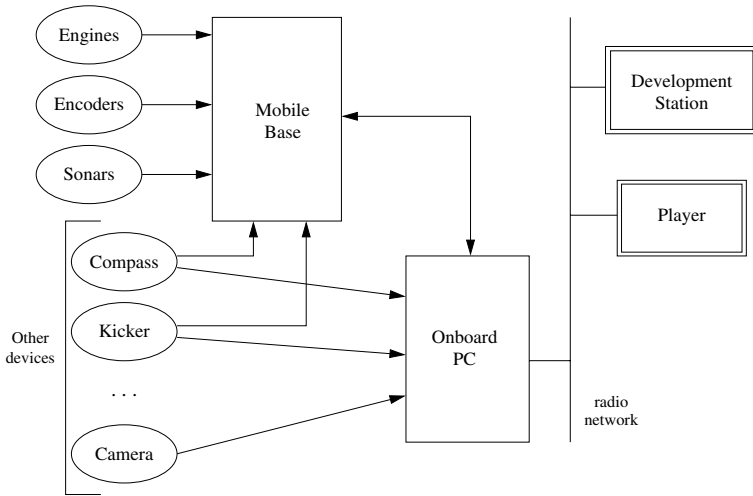 Engines
Encoders
Sonars
Mobile
Base
Development
Station
Player
Compass
Kicker
. . .
Camera
Other
devices
Onboard
PC
radio
network